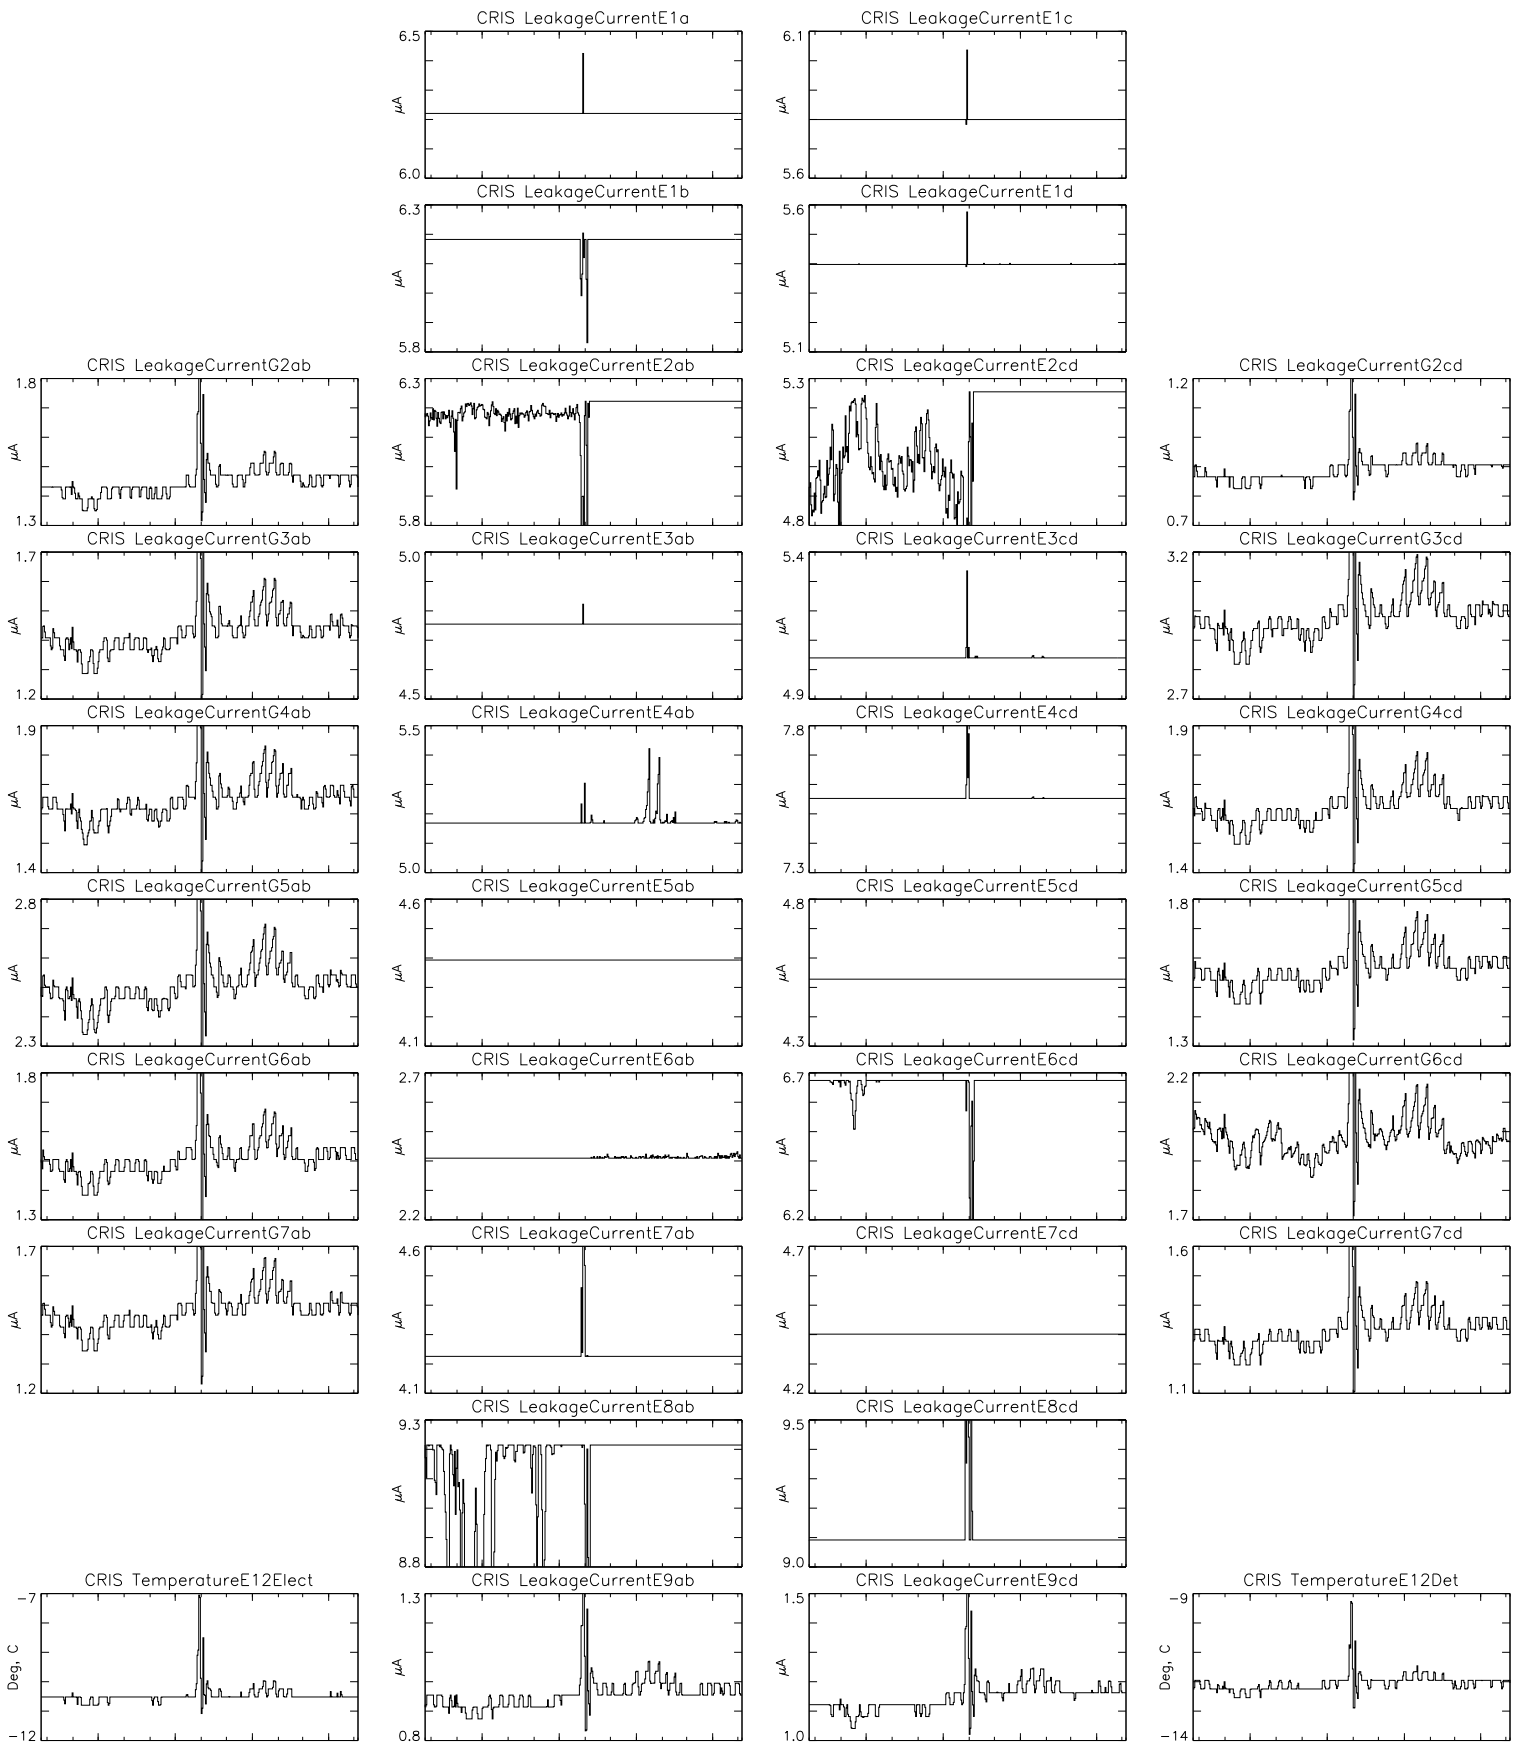 CRIS LeakageCurrentE1a
6.5
μA
6.0
CRIS LeakageCurrentE1c
6.1
μA
5.6
CRIS LeakageCurrentE1b
6.3
μA
5.8
CRIS LeakageCurrentE1d
5.6
μA
5.1
CRIS LeakageCurrentG2ab
1.8
μA
1.3
CRIS LeakageCurrentE2ab
6.3
μA
5.8
CRIS LeakageCurrentE2cd
5.3
μA
4.8
CRIS LeakageCurrentG2cd
1.2
μA
0.7
CRIS LeakageCurrentG3ab
1.7
μA
1.2
CRIS LeakageCurrentE3ab
5.0
μA
4.5
CRIS LeakageCurrentE3cd
5.4
μA
4.9
CRIS LeakageCurrentG3cd
3.2
μA
2.7
CRIS LeakageCurrentG4ab
1.9
μA
1.4
CRIS LeakageCurrentE4ab
5.5
μA
5.0
CRIS LeakageCurrentE4cd
7.8
μA
7.3
CRIS LeakageCurrentG4cd
1.9
μA
1.4
CRIS LeakageCurrentG5ab
2.8
μA
2.3
CRIS LeakageCurrentE5ab
4.6
μA
4.1
CRIS LeakageCurrentE5cd
4.8
μA
4.3
CRIS LeakageCurrentG5cd
1.8
μA
1.3
CRIS LeakageCurrentG6ab
1.8
μA
1.3
CRIS LeakageCurrentE6ab
2.7
μA
2.2
CRIS LeakageCurrentE6cd
6.7
μA
6.2
CRIS LeakageCurrentG6cd
2.2
μA
1.7
CRIS LeakageCurrentG7ab
1.7
μA
1.2
CRIS LeakageCurrentE7ab
4.6
μA
4.1
CRIS LeakageCurrentE7cd
4.7
μA
4.2
CRIS LeakageCurrentG7cd
1.6
μA
1.1
CRIS LeakageCurrentE8ab
9.3
μA
8.8
CRIS LeakageCurrentE8cd
9.5
μA
9.0
CRIS TemperatureE12Elect
-7
Deg, C
-12
CRIS LeakageCurrentE9ab
1.3
μA
0.8
CRIS LeakageCurrentE9cd
1.5
μA
1.0
CRIS TemperatureE12Det
-9
Deg, C
-14